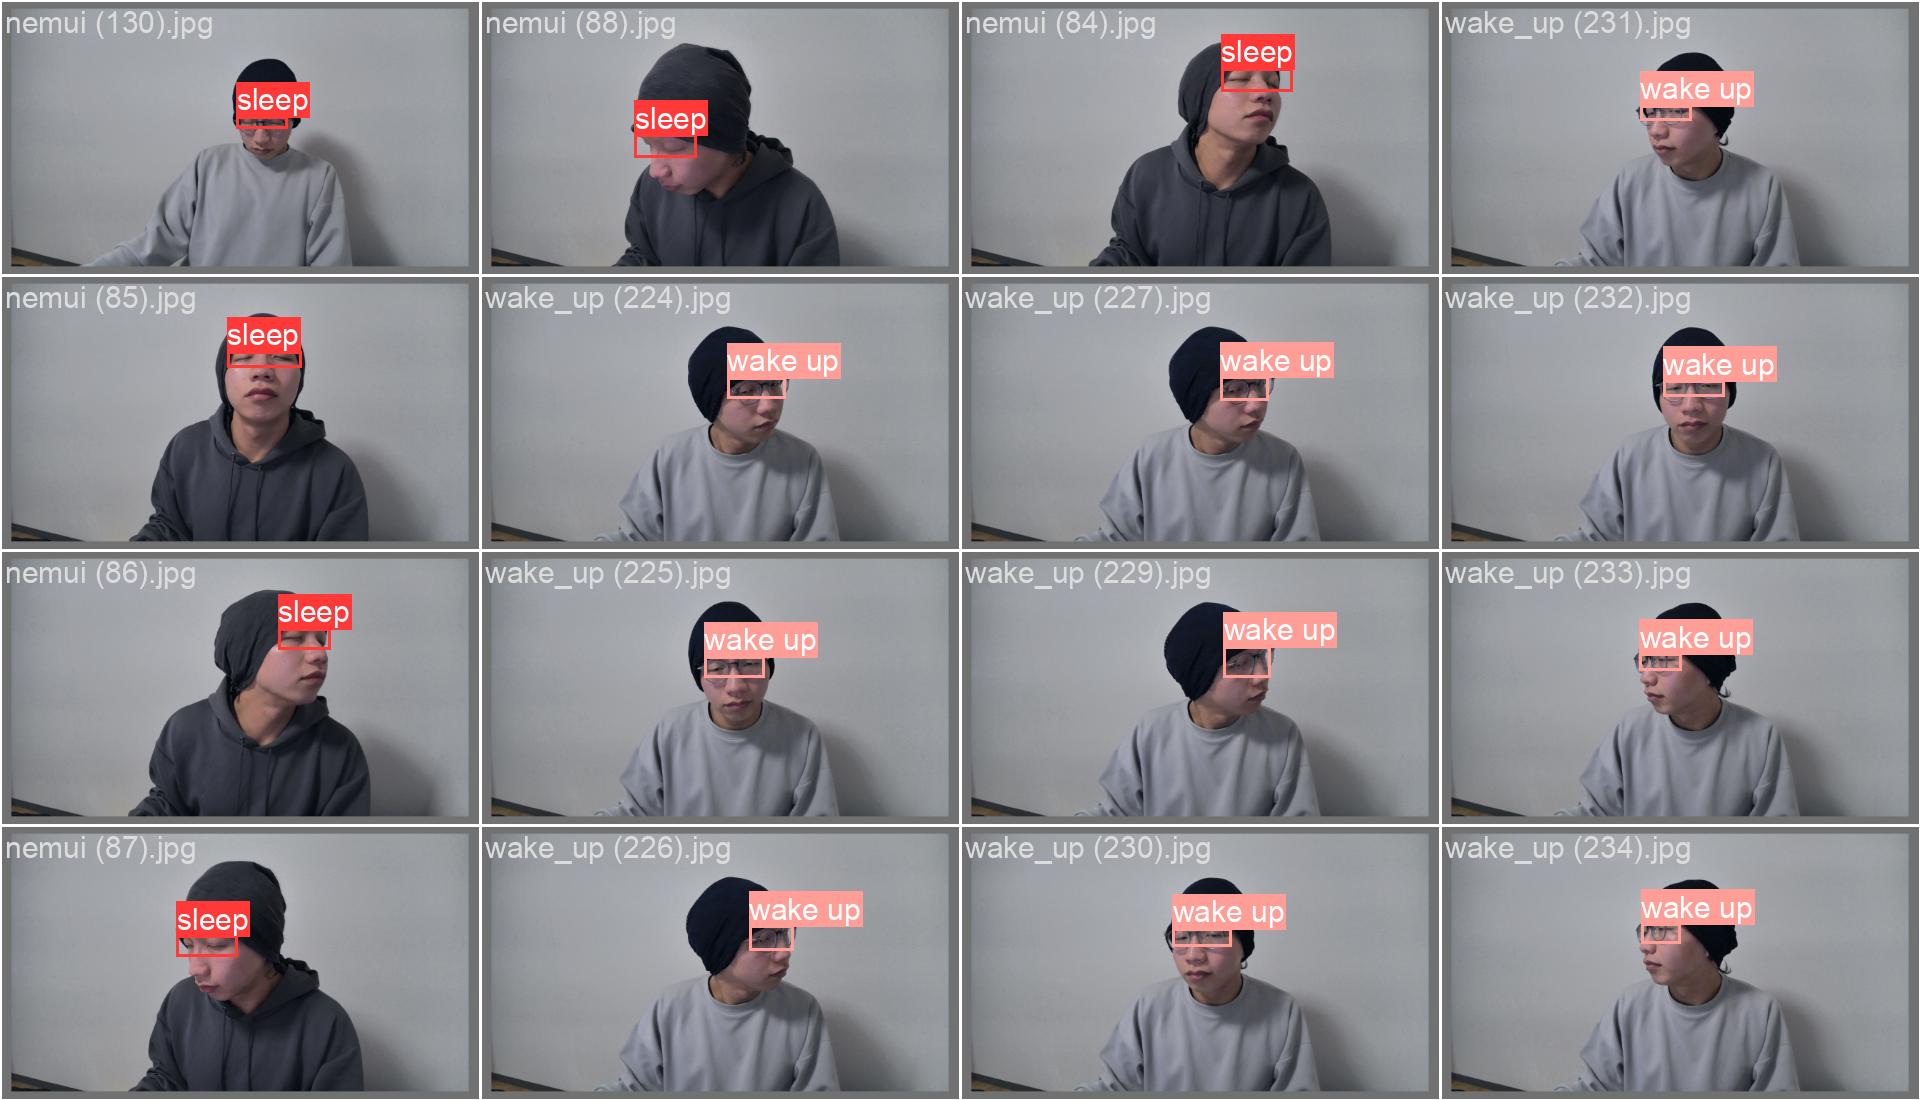 nemui (130).jpg
sleep
nemui (88).jpg
sleep
nemui (84).jpg
sleep
wake_up (231).jpg
wake up
nemui (85).jpg
sleep
wake_up (224).jpg
wake up
wake_up (227).jpg
wake up
wake_up (232).jpg
wake up
nemui (86).jpg
sleep
wake_up (225).jpg
wake up
wake_up (229).jpg
wake up
wake_up (233).jpg
wake up
nemui (87).jpg
sleep
wake_up (226).jpg
wake up
wake_up (230).jpg
wake up
wake_up (234).jpg
wake up